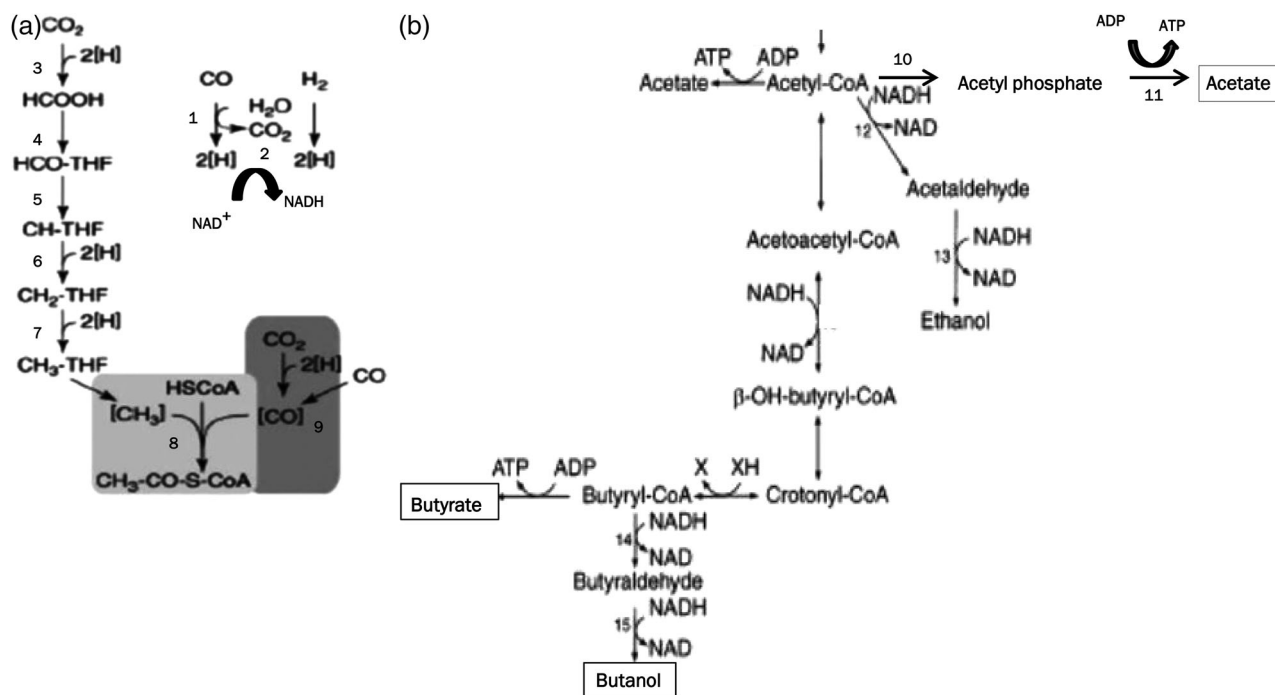 (a)
CO₂
3
2[H]
HCOOH
4
HCO-THF
5
CH-THF
6
2[H]
CH₂-THF
7
2[H]
CH₃-THF
CO
H₂
1
H₂O
CO₂
2[H]
2
2[H]
NAD⁺
NADH
CO₂
2[H]
CO
HSCoA
[CH₃]
[CO]
9
8
CH₃-CO-S-CoA
(b)
ATP
ADP
Acetate
Acetyl-CoA
10
Acetyl phosphate
ADP
ATP
11
Acetate
NADH
12
NAD
Acetaldehyde
NADH
13
NAD
Ethanol
Acetoacetyl-CoA
NADH
NAD
β-OH-butyryl-CoA
ATP
ADP
X
XH
Butyrate
Butyryl-CoA
Crotonyl-CoA
NADH
14
NAD
Butyraldehyde
NADH
15
NAD
Butanol